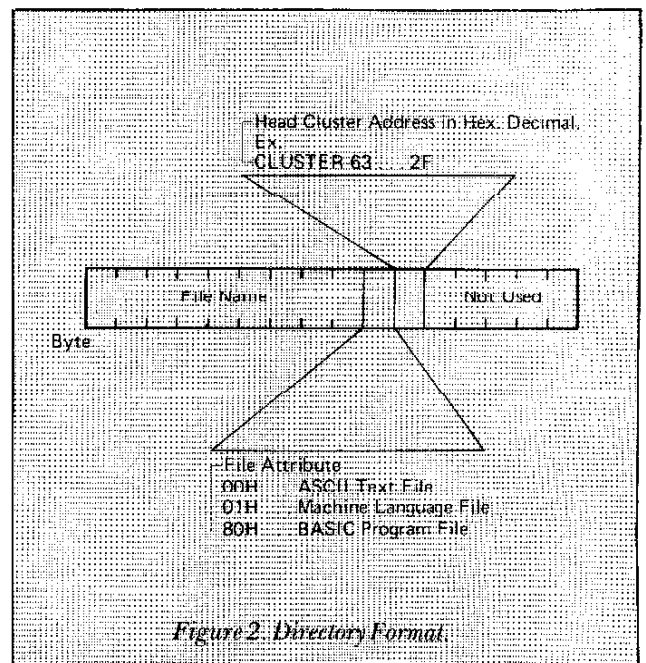 Head Cluster Address in Hex. Decimal.
Ex.
CLUSTER 63 . . . 2F
File Name
Not Used
Byte
File Attribute
00H . . . ASCII Text File
01H . . . Machine Language File
80H . . . BASIC Program File
Figure 2. Directory Format.